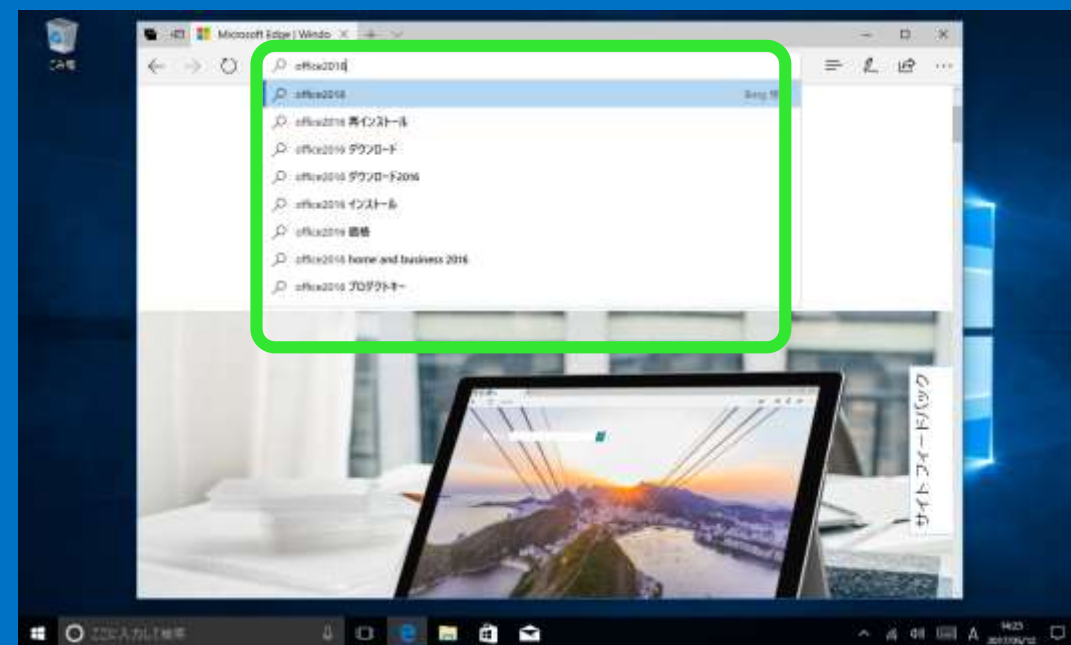 ごみ箱
Microsoft Edge | Windo
office2016
office2016
Bing 検
office2016 再インストール
office2016 ダウンロード
office2016 ダウンロード2016
office2016 インストール
office2016 価格
office2016 home and business 2016
office2016 プロダクトキー
サイト フィードバック
ここに入力して検索
A
14:23